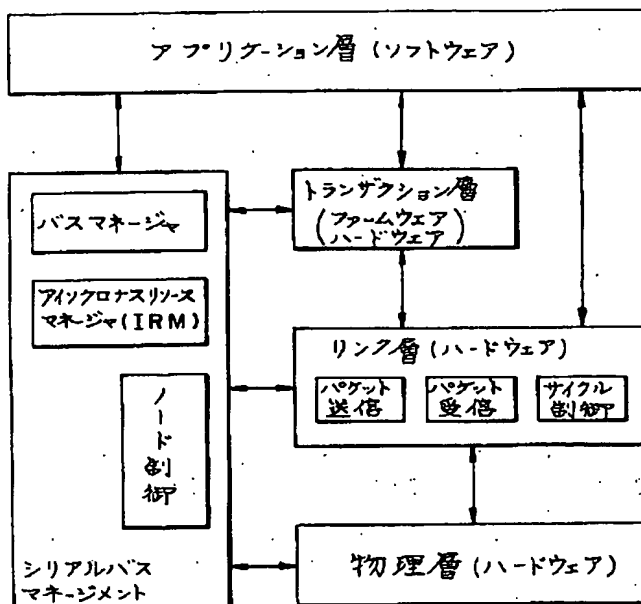 アプリケーション層(ソフトウェア)
トランザクション層
(ファームウェア
ハードウェア)
バスマネージャ
アイソクロナスリソース
マネージャ(IRM)
リンク層(ハードウェア)
パケット
送信
パケット
受信
サイクル
制御
ノード制御
物理層(ハードウェア)
シリアルバス
マネージメント